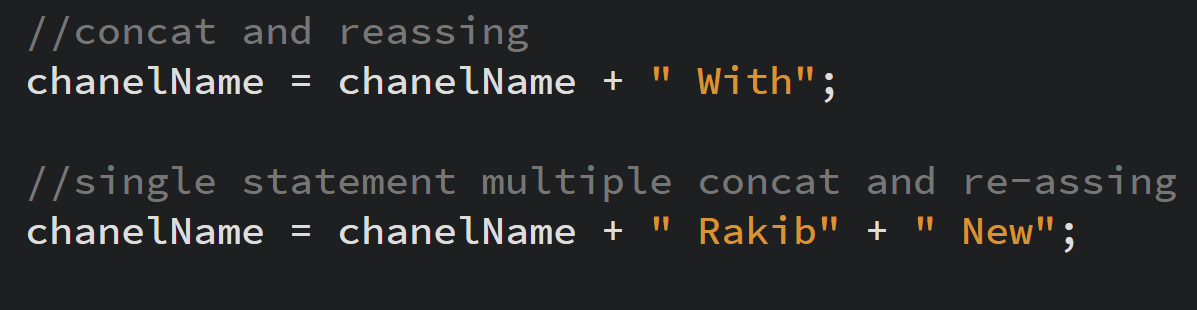 //concat and reassing
chanelName = chanelName + " With";
//single statement multiple concat and re-assing
chanelName = chanelName + " Rakib" + " New";